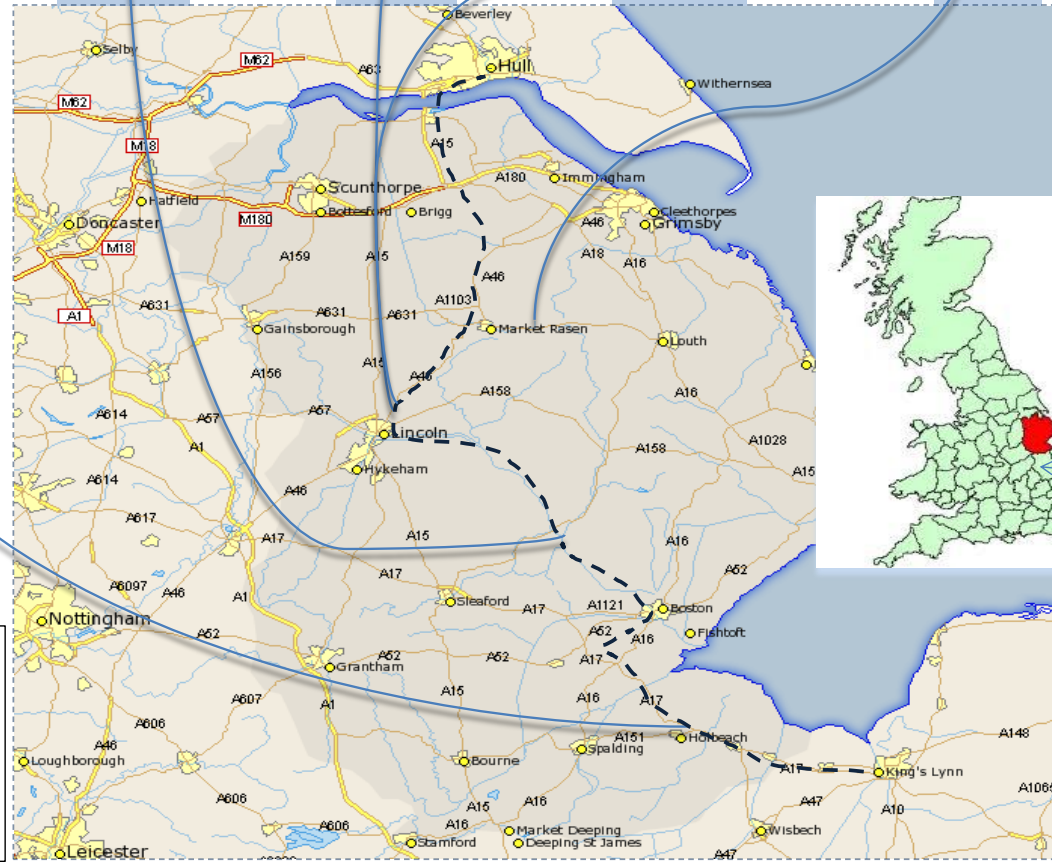 Beverley
Selby
M62
A63
Hull
Withernsea
M62
M18
A15
A180
Immingham
Scunthorpe
Hatfield
Bottesford
Brigg
Cleethorpes
M180
Doncaster
A46
Grimsby
M18
A159
A15
A18
A16
A46
A631
A1103
A1
A631
A631
Gainsborough
Market Rasen
Louth
A15
A156
A46
A158
A16
A614
A57
A57
Lincoln
A1
A158
A1028
Hykeham
A15
A614
A46
A617
A17
A15
A16
A17
A52
A6097
A46
A1
Sleaford
A17
A1121
Boston
Nottingham
A52
A52
A16
Fishtoft
A52
A52
A17
Grantham
A607
A15
A16
A17
A1
A606
A151
Holbeach
A148
A46
Spalding
Loughborough
Bourne
A17
King's Lynn
A606
A15
A16
A47
A10
A606
A16
Market Deeping
Wisbech
Stamford
Deeping St James
Leicester
A47